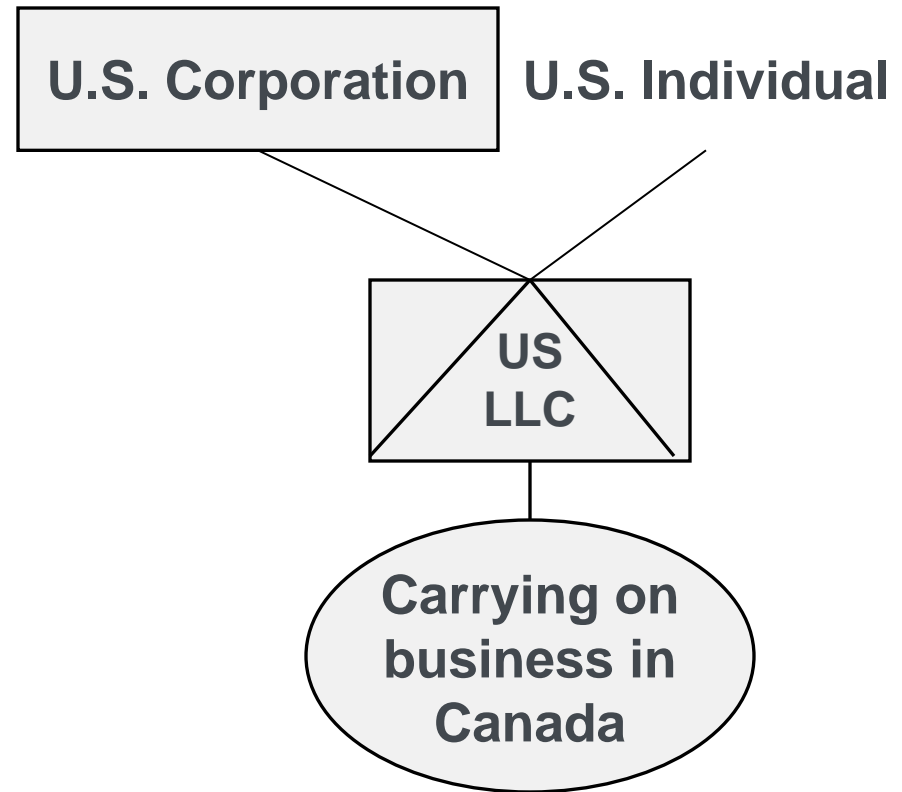 U.S. Corporation
U.S. Individual
US
LLC
Carrying on
business in
Canada